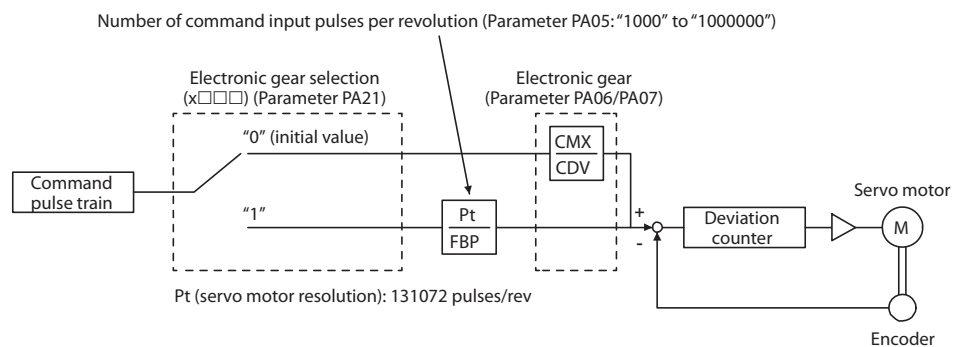 Number of command input pulses per revolution (Parameter PA05: “1000” to “1000000”)
Electronic gear selection
(x□□□) (Parameter PA21)
Electronic gear
(Parameter PA06/PA07)
“0” (initial value)
CMX
CDV
Command
pulse train
“1”
Pt
FBP
+
-
Deviation
counter
Servo motor
M
Pt (servo motor resolution): 131072 pulses/rev
Encoder